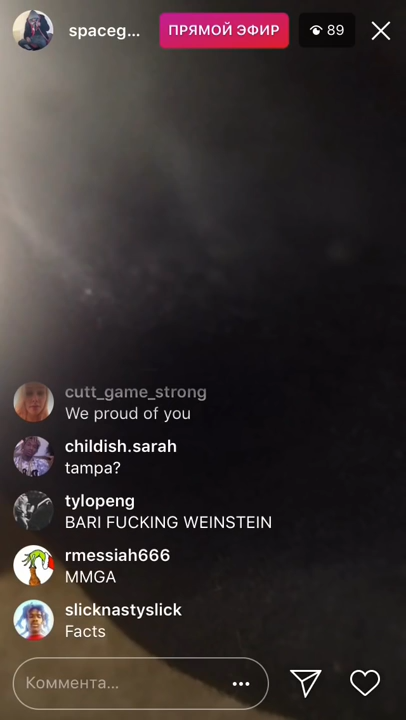 spaceg...
ПРЯМОЙ ЭФИР
89
cutt_game_strong
We proud of you
childish.sarah
tampa?
tylopeng
BARI FUCKING WEINSTEIN
rmessiah666
MMGA
slicknastyslick
Facts
Коммента...